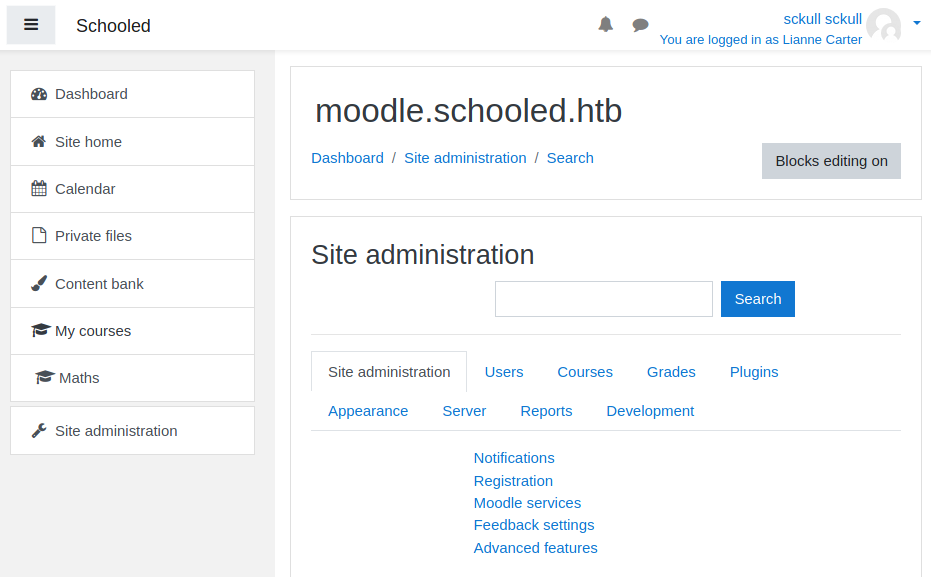 Schooled
sckull sckull
You are logged in as Lianne Carter
Dashboard
Site home
Calendar
Private files
Content bank
My courses
Maths
Site administration
moodle.schooled.htb
Dashboard / Site administration / Search
Blocks editing on
Site administration
Search
Site administration Users Courses Grades Plugins
Appearance Server Reports Development
Notifications
Registration
Moodle services
Feedback settings
Advanced features